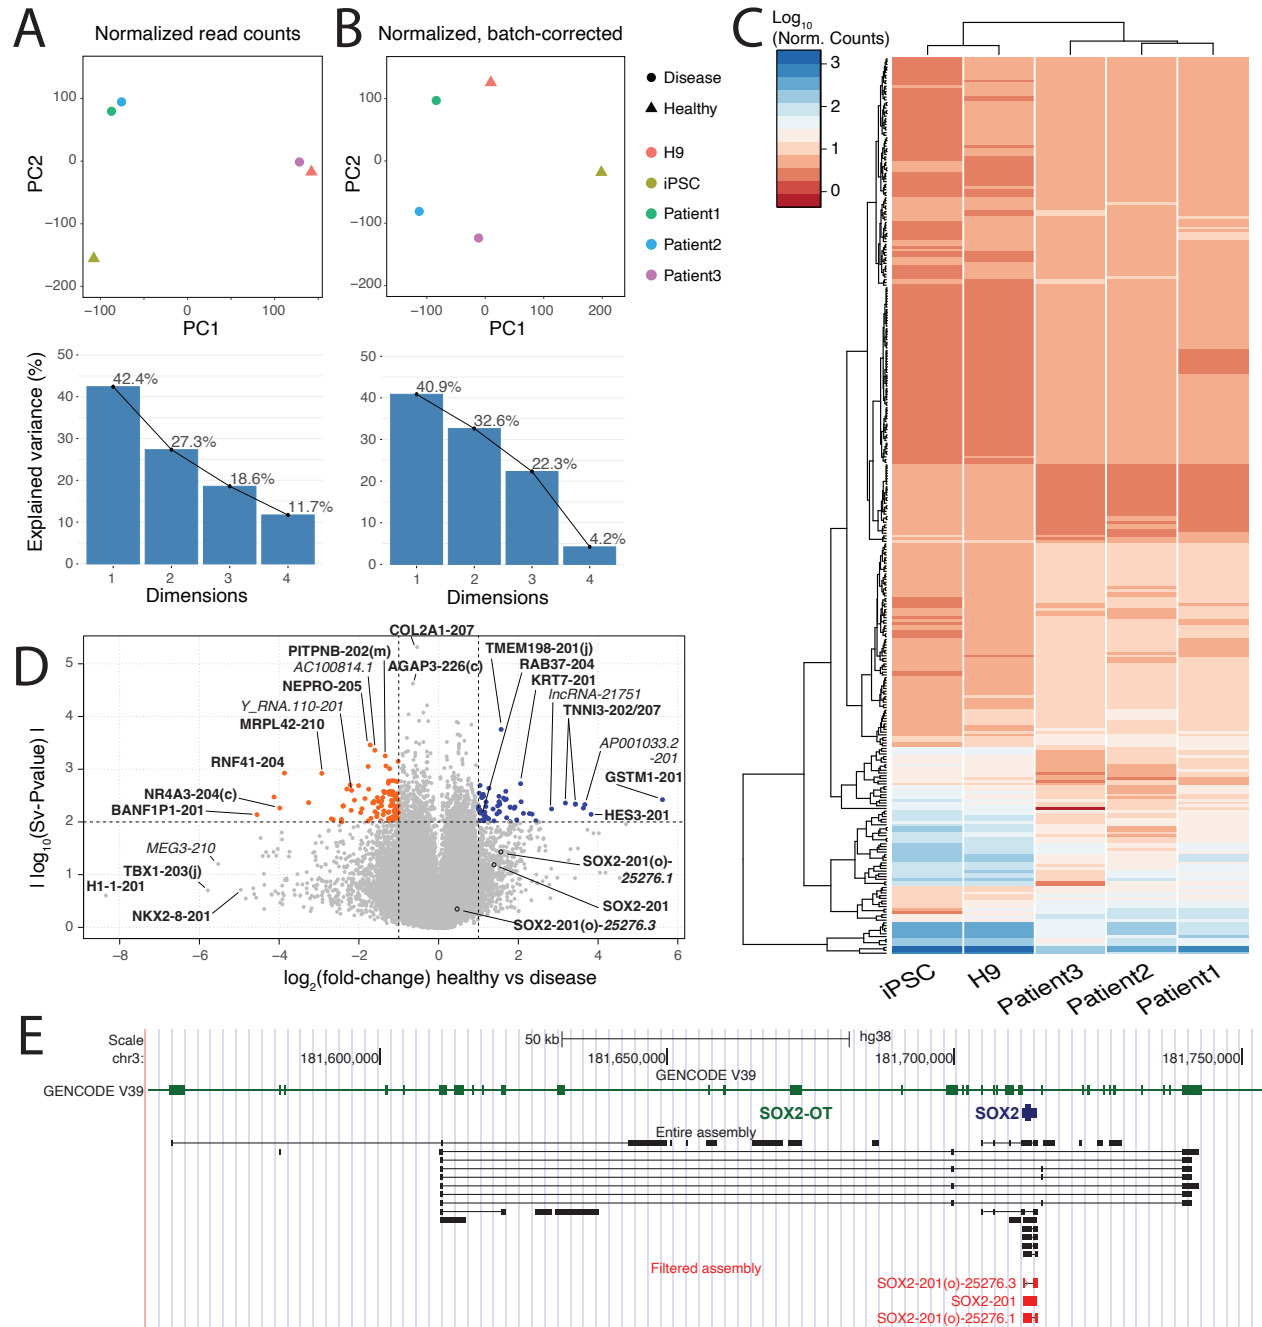 A
Normalized read counts
PC2
100
0
−100
−200
−100
0
100
PC1
B
Normalized, batch-corrected
PC2
100
0
−100
−200
−100
0
100
200
PC1
Disease
Healthy
H9
iPSC
Patient1
Patient2
Patient3
Explained variance (%)
50
40
30
20
10
0
42.4%
27.3%
18.6%
11.7%
1
2
3
4
Dimensions
50
40
30
20
10
0
40.9%
32.6%
22.3%
4.2%
1
2
3
4
Dimensions
C
Log10
(Norm. Counts)
3
2
1
0
iPSC
H9
Patient3
Patient2
Patient1
D
I log10(Sv-Pvalue) I
5
4
3
2
1
0
−8
−6
−4
−2
0
2
4
6
log2(fold-change) healthy vs disease
COL2A1-207
PITPNB-202(m)
AC100814.1
AGAP3-226(c)
NEPRO-205
Y_RNA.110-201
MRPL42-210
RNF41-204
NR4A3-204(c)
BANF1P1-201
MEG3-210
TBX1-203(j)
H1-1-201
NKX2-8-201
TMEM198-201(j)
RAB37-204
KRT7-201
lncRNA-21751
TNNI3-202/207
AP001033.2
-201
GSTM1-201
HES3-201
SOX2-201(o)-
25276.1
SOX2-201
SOX2-201(o)-25276.3
E
Scale
50 kb
hg38
chr3:
181,600,000
181,650,000
181,700,000
181,750,000
GENCODE V39
GENCODE V39
SOX2-OT
SOX2
Entire assembly
Filtered assembly
SOX2-201(o)-25276.3
SOX2-201
SOX2-201(o)-25276.1